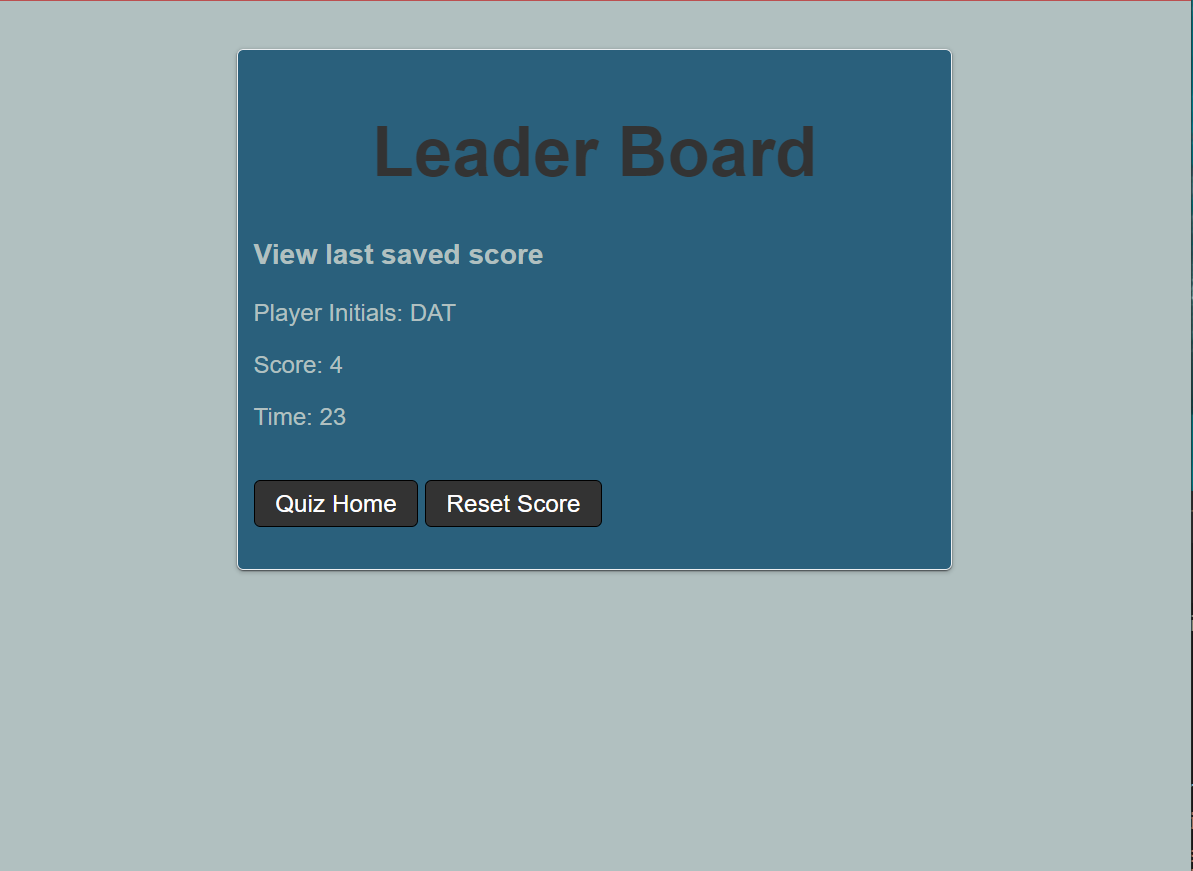 Leader Board
View last saved score
Player Initials: DAT
Score: 4
Time: 23
Quiz Home Reset Score